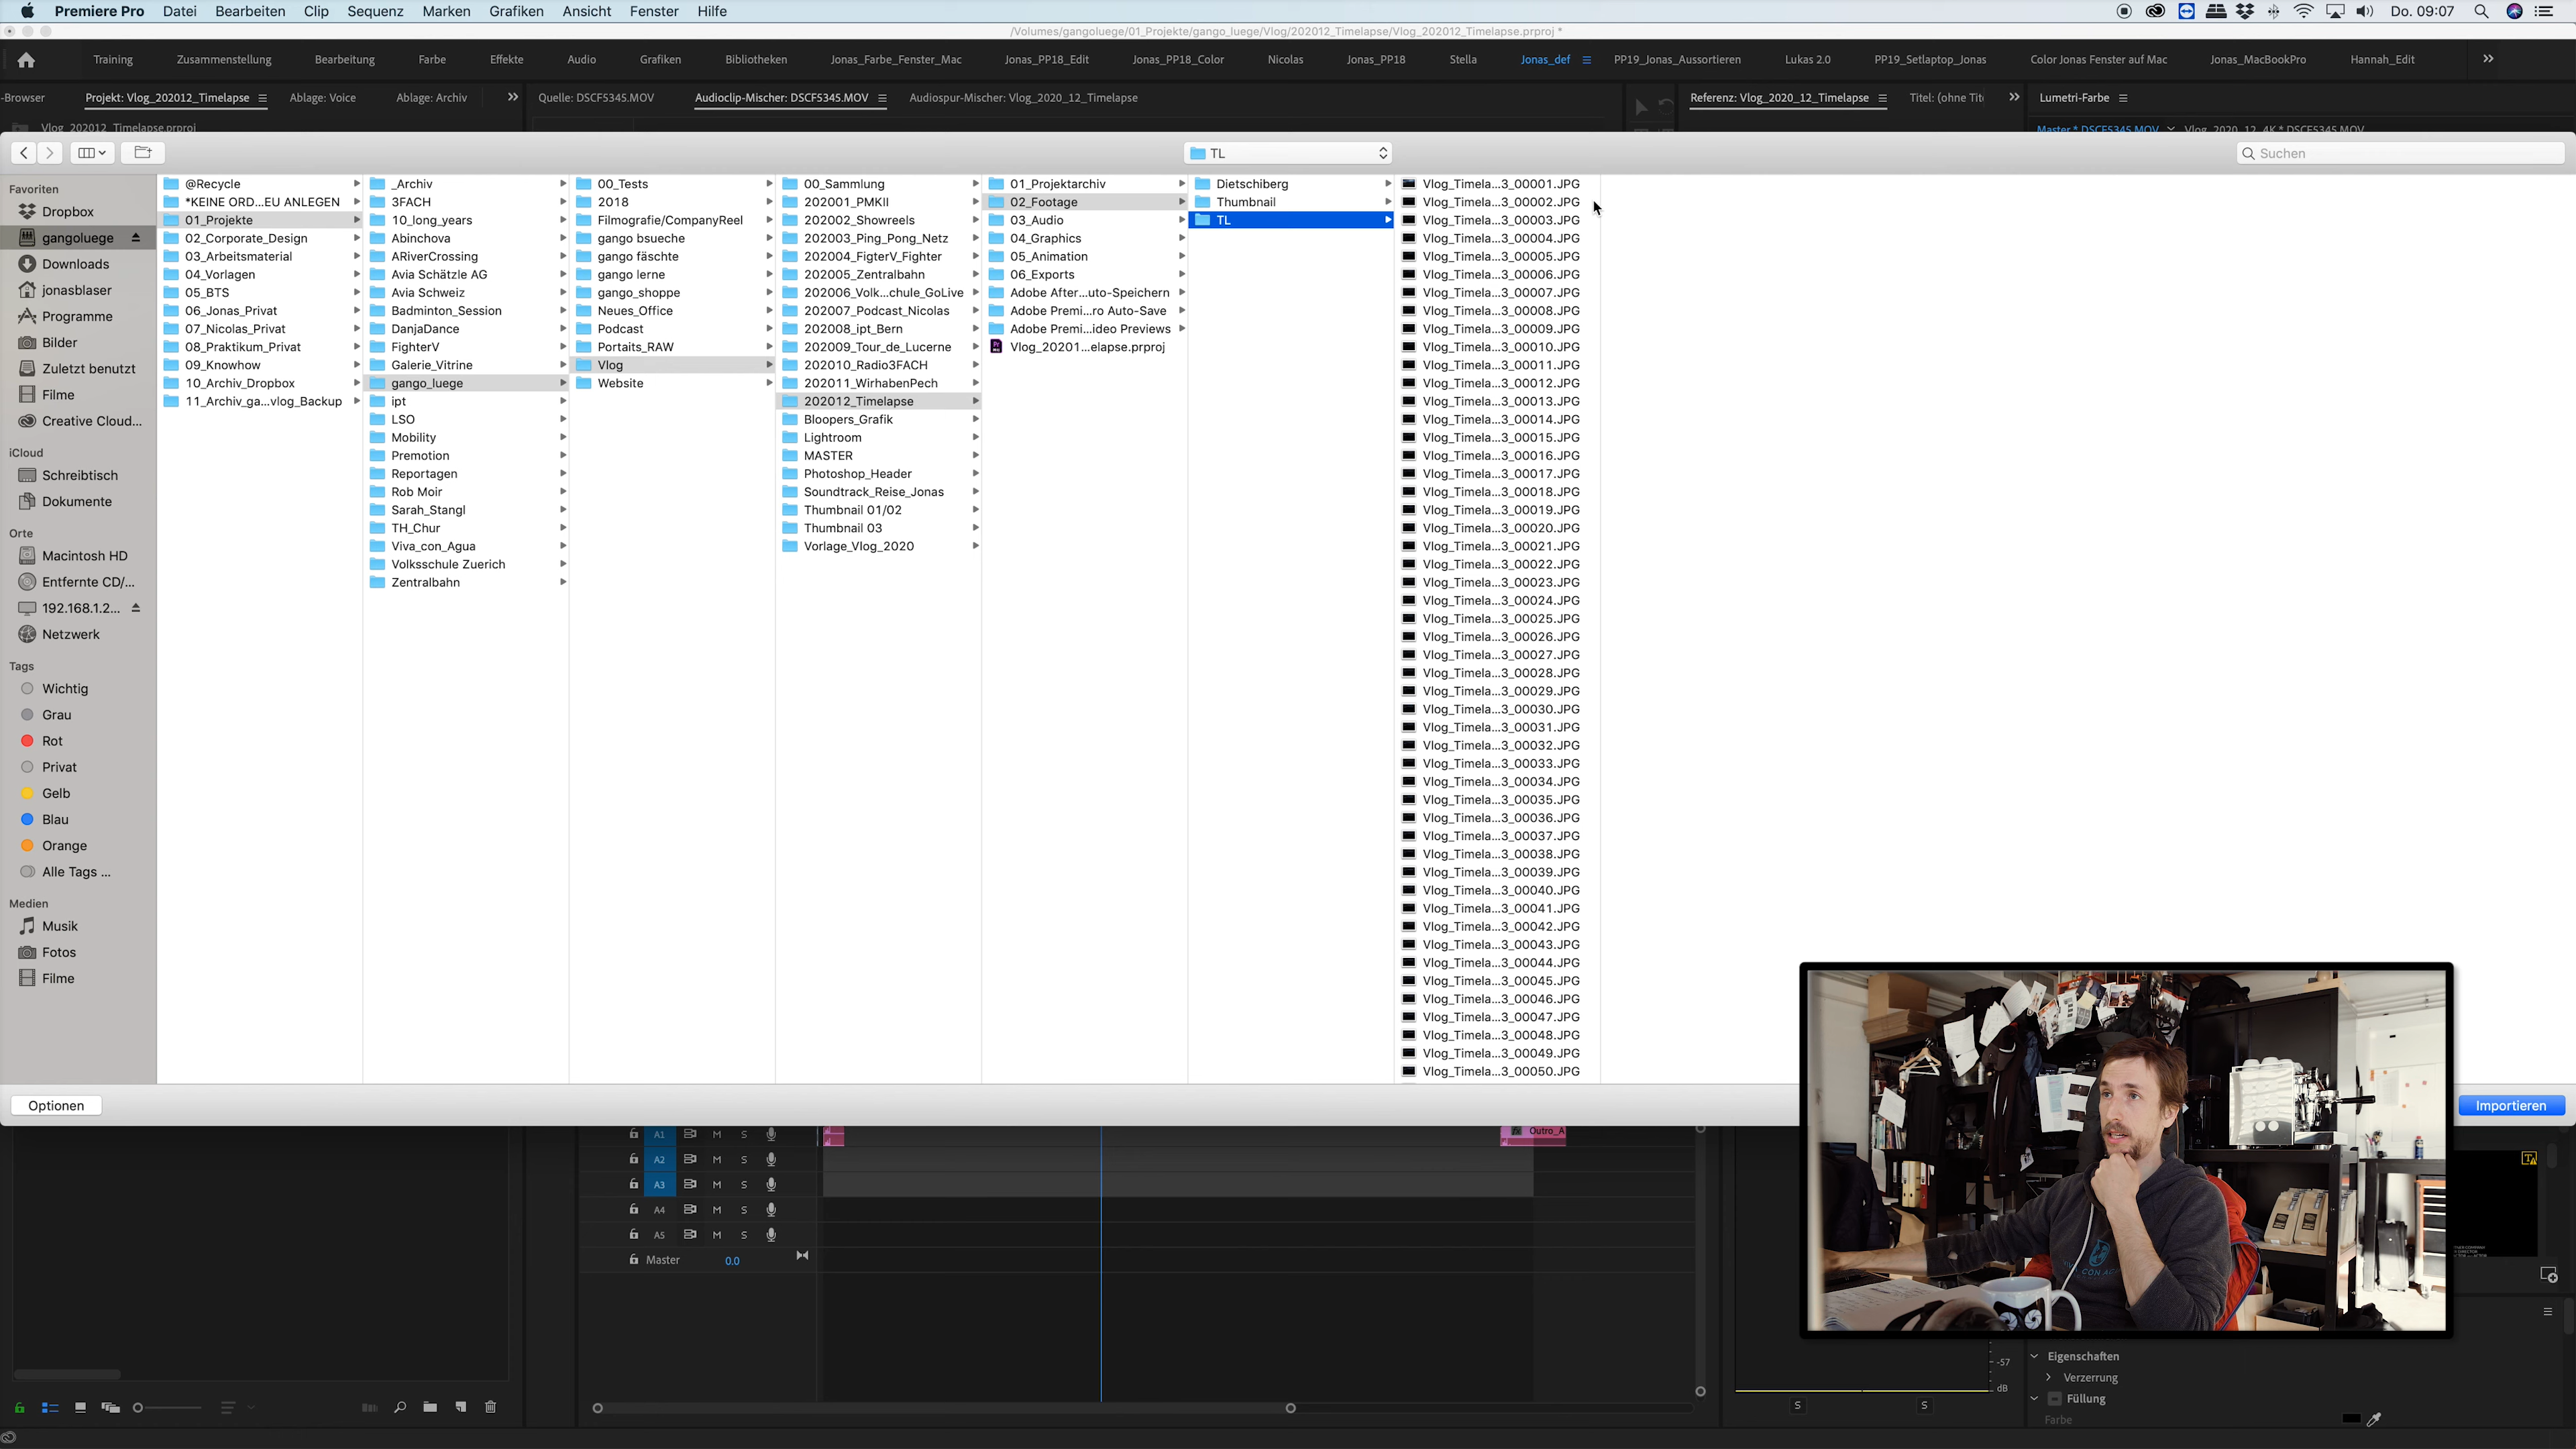 Premiere Pro Datei Bearbeiten Clip Sequenz Marken Grafiken Ansicht Fenster Hilfe Do. 09:07
/Volumes/gangoluege/01_Projekte/gango_luege/Vlog/202012_Timelapse/Vlog_202012_Timelapse.prproj *
Training Zusammenstellung Bearbeitung Farbe Effekte Audio Grafiken Bibliotheken Jonas_Farbe_Fenster_Mac Jonas_PP18_Edit Jonas_PP18_Color Nicolas Jonas_PP18 Stella Jonas_def PP19_Jonas_Aussortieren Lukas 2.0 PP19_Setlaptop_Jonas Color Jonas Fenster auf Mac Jonas_MacBookPro Hannah_Edit
-Browser Projekt: Vlog_202012_Timelapse Ablage: Voice Ablage: Archiv Quelle: DSCF5345.MOV Audioclip-Mischer: DSCF5345.MOV Audiospur-Mischer: Vlog_2020_12_Timelapse Referenz: Vlog_2020_12_Timelapse Titel: (ohne Tit Lumetri-Farbe
Vlog_202012_Timelapse.prproj Master * DSCF5345.MOV Vlog_2020_12_4K * DSCF5345.MOV
TL Suchen
Favoriten
Dropbox
gangoluege
Downloads
jonasblaser
Programme
Bilder
Zuletzt benutzt
Filme
Creative Cloud...
iCloud
Schreibtisch
Dokumente
Orte
Macintosh HD
Entfernte CD/...
192.168.1.2...
Netzwerk
Tags
Wichtig
Grau
Rot
Privat
Gelb
Blau
Orange
Alle Tags ...
Medien
Musik
Fotos
Filme
@Recycle
*KEINE ORD...EU ANLEGEN
01_Projekte
02_Corporate_Design
03_Arbeitsmaterial
04_Vorlagen
05_BTS
06_Jonas_Privat
07_Nicolas_Privat
08_Praktikum_Privat
09_Knowhow
10_Archiv_Dropbox
11_Archiv_ga...vlog_Backup
_Archiv
3FACH
10_long_years
Abinchova
ARiverCrossing
Avia Schätzle AG
Avia Schweiz
Badminton_Session
DanjaDance
FighterV
Galerie_Vitrine
gango_luege
ipt
LSO
Mobility
Premotion
Reportagen
Rob Moir
Sarah_Stangl
TH_Chur
Viva_con_Agua
Volksschule Zuerich
Zentralbahn
00_Tests
2018
Filmografie/CompanyReel
gango bsueche
gango fäschte
gango lerne
gango_shoppe
Neues_Office
Podcast
Portaits_RAW
Vlog
Website
00_Sammlung
202001_PMKII
202002_Showreels
202003_Ping_Pong_Netz
202004_FigterV_Fighter
202005_Zentralbahn
202006_Volk...chule_GoLive
202007_Podcast_Nicolas
202008_ipt_Bern
202009_Tour_de_Lucerne
202010_Radio3FACH
202011_WirhabenPech
202012_Timelapse
Bloopers_Grafik
Lightroom
MASTER
Photoshop_Header
Soundtrack_Reise_Jonas
Thumbnail 01/02
Thumbnail 03
Vorlage_Vlog_2020
01_Projektarchiv
02_Footage
03_Audio
04_Graphics
05_Animation
06_Exports
Adobe After...uto-Speichern
Adobe Premi...ro Auto-Save
Adobe Premi...ideo Previews
Vlog_20201...elapse.prproj
Dietschiberg
Thumbnail
TL
Vlog_Timela...3_00001.JPG
Vlog_Timela...3_00002.JPG
Vlog_Timela...3_00003.JPG
Vlog_Timela...3_00004.JPG
Vlog_Timela...3_00005.JPG
Vlog_Timela...3_00006.JPG
Vlog_Timela...3_00007.JPG
Vlog_Timela...3_00008.JPG
Vlog_Timela...3_00009.JPG
Vlog_Timela...3_00010.JPG
Vlog_Timela...3_00011.JPG
Vlog_Timela...3_00012.JPG
Vlog_Timela...3_00013.JPG
Vlog_Timela...3_00014.JPG
Vlog_Timela...3_00015.JPG
Vlog_Timela...3_00016.JPG
Vlog_Timela...3_00017.JPG
Vlog_Timela...3_00018.JPG
Vlog_Timela...3_00019.JPG
Vlog_Timela...3_00020.JPG
Vlog_Timela...3_00021.JPG
Vlog_Timela...3_00022.JPG
Vlog_Timela...3_00023.JPG
Vlog_Timela...3_00024.JPG
Vlog_Timela...3_00025.JPG
Vlog_Timela...3_00026.JPG
Vlog_Timela...3_00027.JPG
Vlog_Timela...3_00028.JPG
Vlog_Timela...3_00029.JPG
Vlog_Timela...3_00030.JPG
Vlog_Timela...3_00031.JPG
Vlog_Timela...3_00032.JPG
Vlog_Timela...3_00033.JPG
Vlog_Timela...3_00034.JPG
Vlog_Timela...3_00035.JPG
Vlog_Timela...3_00036.JPG
Vlog_Timela...3_00037.JPG
Vlog_Timela...3_00038.JPG
Vlog_Timela...3_00039.JPG
Vlog_Timela...3_00040.JPG
Vlog_Timela...3_00041.JPG
Vlog_Timela...3_00042.JPG
Vlog_Timela...3_00043.JPG
Vlog_Timela...3_00044.JPG
Vlog_Timela...3_00045.JPG
Vlog_Timela...3_00046.JPG
Vlog_Timela...3_00047.JPG
Vlog_Timela...3_00048.JPG
Vlog_Timela...3_00049.JPG
Vlog_Timela...3_00050.JPG
Optionen Importieren
A1 M S fx Outro_A
A2 M S
A3 M S
A4 M S
A5 M S
Master 0.0
-57
dB
S S
Eigenschaften
Verzerrung
Füllung
Farbe